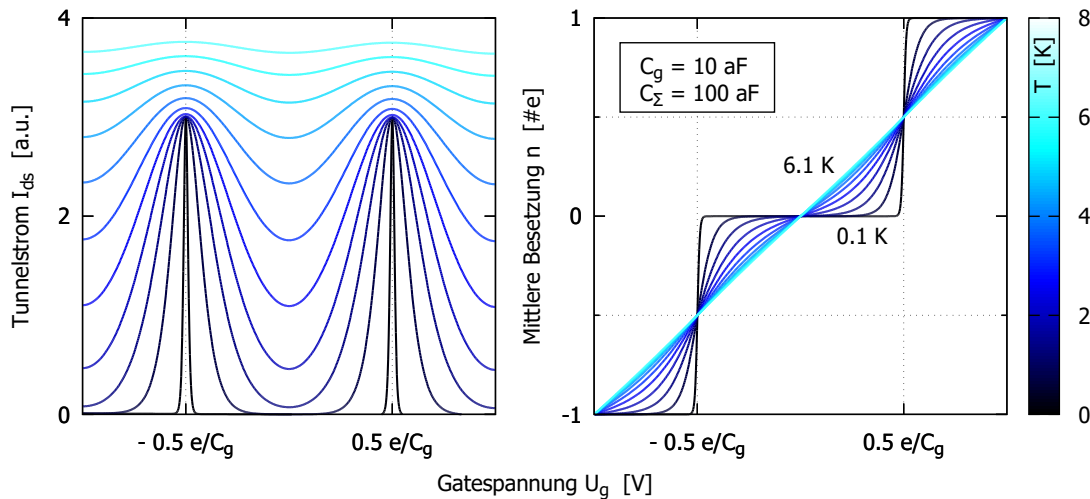 Tunnelstrom I_ds [a.u.]
4
2
0
- 0.5 e/C_g
0.5 e/C_g
Mittlere Besetzung n [#e]
1
0
-1
C_g = 10 aF
C_Σ = 100 aF
6.1 K
0.1 K
- 0.5 e/C_g
0.5 e/C_g
T [K]
8
6
4
2
0
Gatespannung U_g [V]